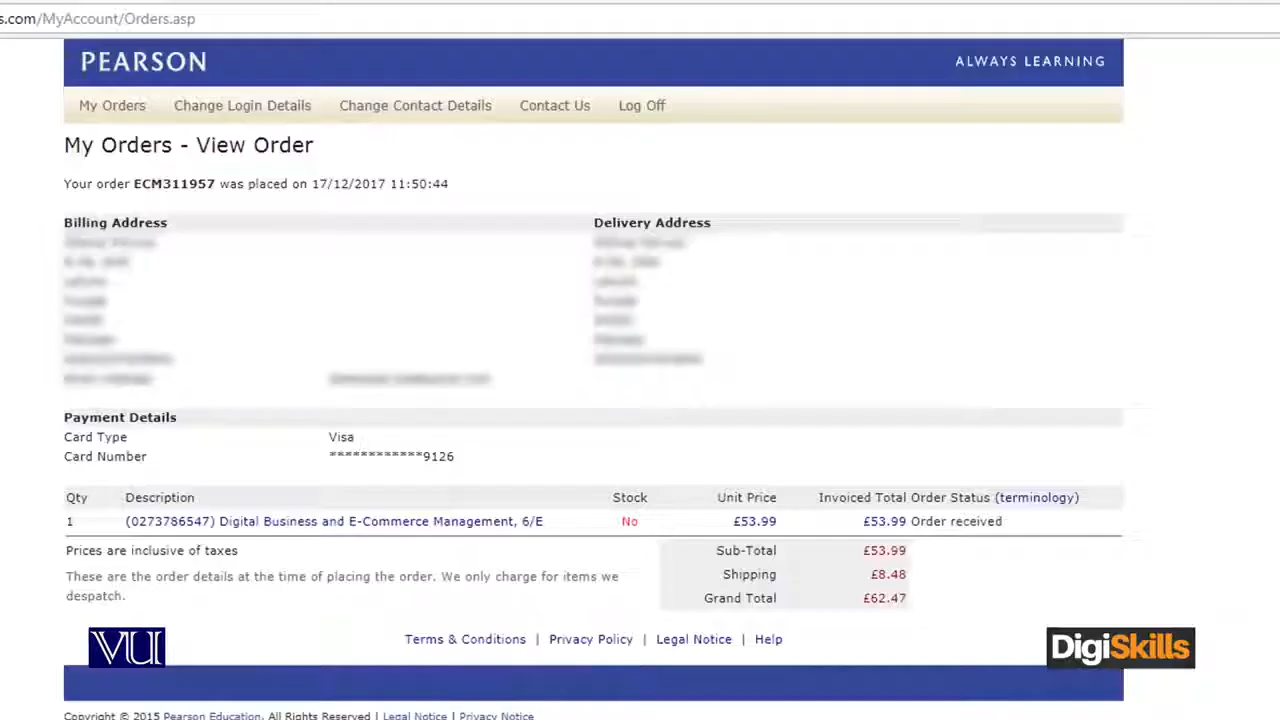 s.com/MyAccount/Orders.asp
PEARSON
ALWAYS LEARNING
My Orders Change Login Details Change Contact Details Contact Us Log Off
My Orders - View Order
Your order ECM311957 was placed on 17/12/2017 11:50:44
Billing Address Delivery Address
Payment Details
Card Type Visa
Card Number ************9126
Qty Description Stock Unit Price Invoiced Total Order Status (terminology)
1 (0273786547) Digital Business and E-Commerce Management, 6/E No £53.99 £53.99 Order received
Prices are inclusive of taxes Sub-Total £53.99
These are the order details at the time of placing the order. We only charge for items we
despatch.
Shipping £8.48
Grand Total £62.47
VU
Terms & Conditions | Privacy Policy | Legal Notice | Help
DigiSkills
Copyright © 2015 Pearson Education. All Rights Reserved | Legal Notice | Privacy Notice